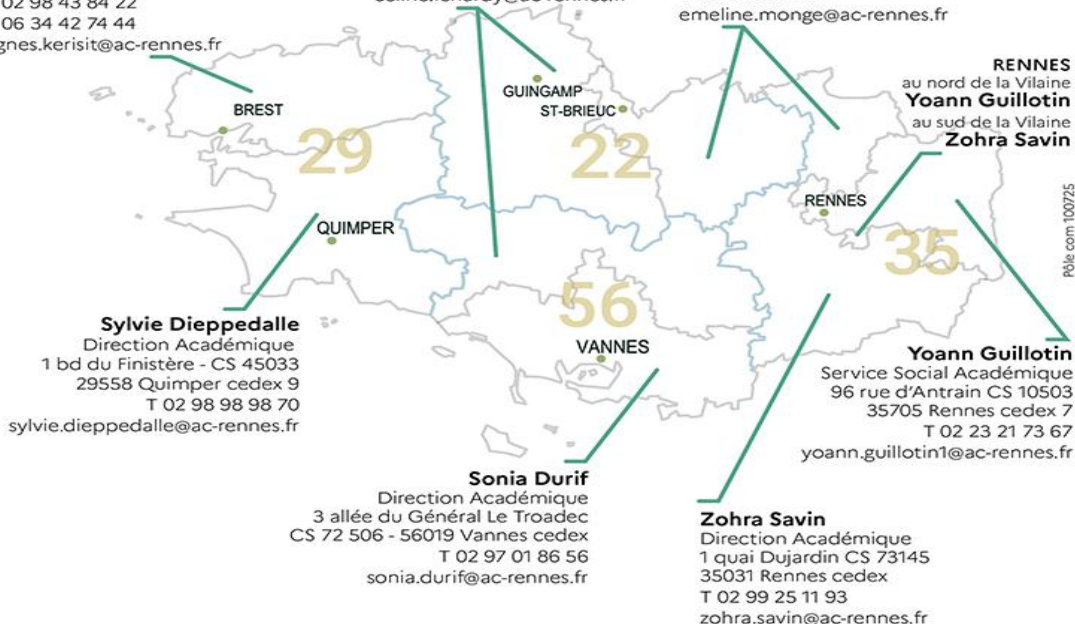 02 98 43 84 22
06 34 42 74 44
gnes.kerisit@ac-rennes.fr
emeline.monge@ac-rennes.fr
BREST
29
QUIMPER
GUINGAMP
ST-BRIEUC
22
RENNES
au nord de la Vilaine
Yoann Guillotin
au sud de la Vilaine
Zohra Savin
RENNES
35
56
VANNES
Pôle com 100725
Sylvie Dieppedalle
Direction Académique
1 bd du Finistère - CS 45033
29558 Quimper cedex 9
T 02 98 98 98 70
sylvie.dieppedalle@ac-rennes.fr
Sonia Durif
Direction Académique
3 allée du Général Le Troadec
CS 72 506 - 56019 Vannes cedex
T 02 97 01 86 56
sonia.durif@ac-rennes.fr
Zohra Savin
Direction Académique
1 quai Dujardin CS 73145
35031 Rennes cedex
T 02 99 25 11 93
zohra.savin@ac-rennes.fr
Yoann Guillotin
Service Social Académique
96 rue d'Antrain CS 10503
35705 Rennes cedex 7
T 02 23 21 73 67
yoann.guillotin1@ac-rennes.fr